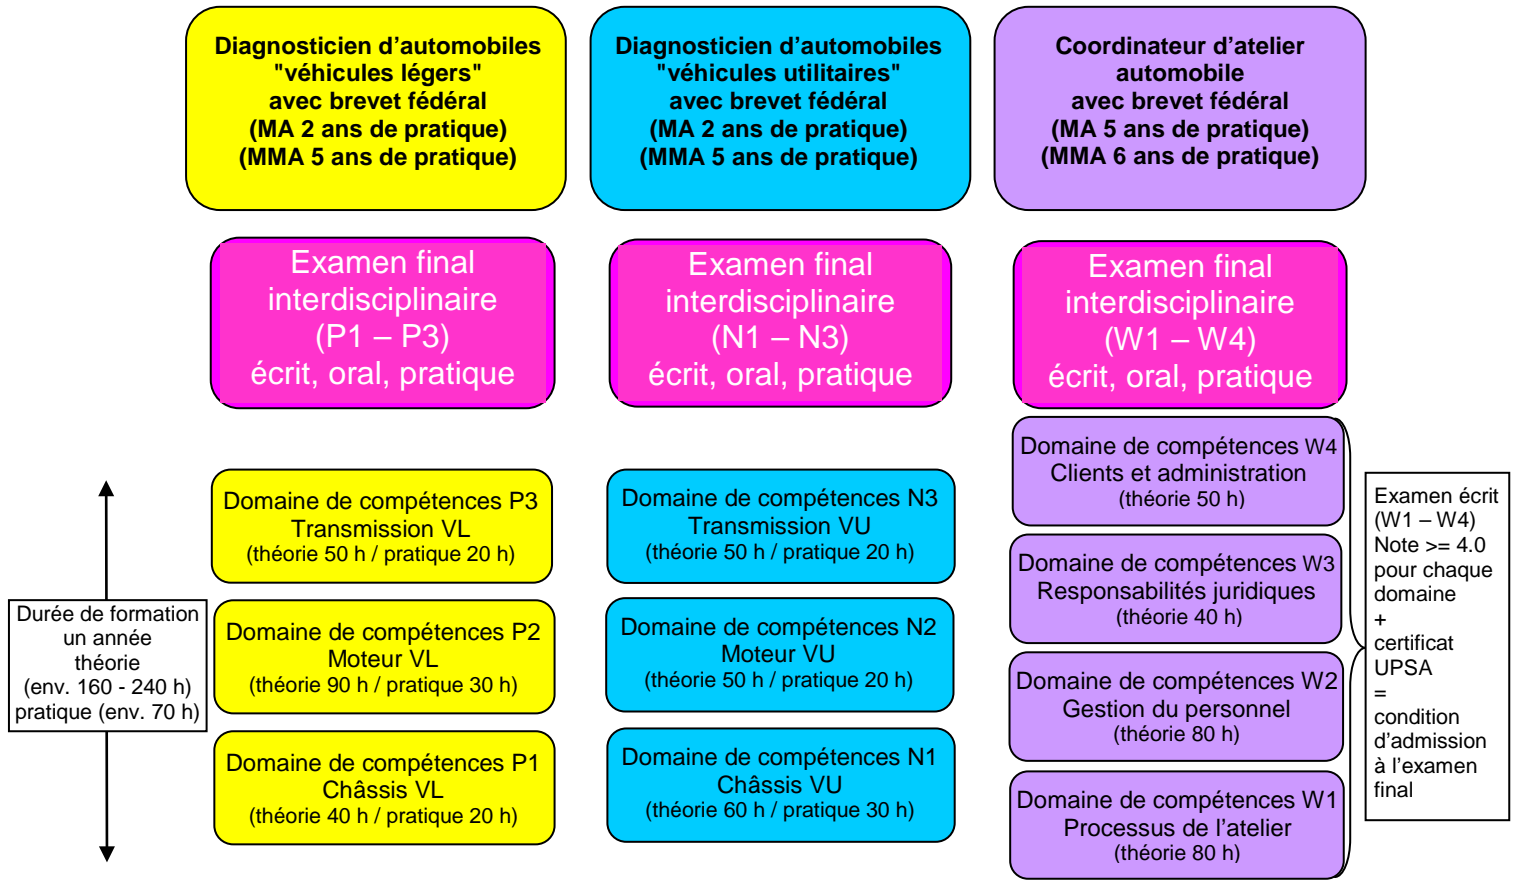 Diagnosticien d’automobiles
"véhicules légers"
avec brevet fédéral
(MA 2 ans de pratique)
(MMA 5 ans de pratique)
Diagnosticien d’automobiles
"véhicules utilitaires"
avec brevet fédéral
(MA 2 ans de pratique)
(MMA 5 ans de pratique)
Coordinateur d’atelier
automobile
avec brevet fédéral
(MA 5 ans de pratique)
(MMA 6 ans de pratique)
Examen final
interdisciplinaire
(P1 – P3)
écrit, oral, pratique
Examen final
interdisciplinaire
(N1 – N3)
écrit, oral, pratique
Examen final
interdisciplinaire
(W1 – W4)
écrit, oral, pratique
Durée de formation
un année
théorie
(env. 160 - 240 h)
pratique (env. 70 h)
Domaine de compétences P3
Transmission VL
(théorie 50 h / pratique 20 h)
Domaine de compétences P2
Moteur VL
(théorie 90 h / pratique 30 h)
Domaine de compétences P1
Châssis VL
(théorie 40 h / pratique 20 h)
Domaine de compétences N3
Transmission VU
(théorie 50 h / pratique 20 h)
Domaine de compétences N2
Moteur VU
(théorie 50 h / pratique 20 h)
Domaine de compétences N1
Châssis VU
(théorie 60 h / pratique 30 h)
Domaine de compétences W4
Clients et administration
(théorie 50 h)
Domaine de compétences W3
Responsabilités juridiques
(théorie 40 h)
Domaine de compétences W2
Gestion du personnel
(théorie 80 h)
Domaine de compétences W1
Processus de l’atelier
(théorie 80 h)
Examen écrit
(W1 – W4)
Note >= 4.0
pour chaque
domaine
+
certificat
UPSA
=
condition
d’admission
à l’examen
final